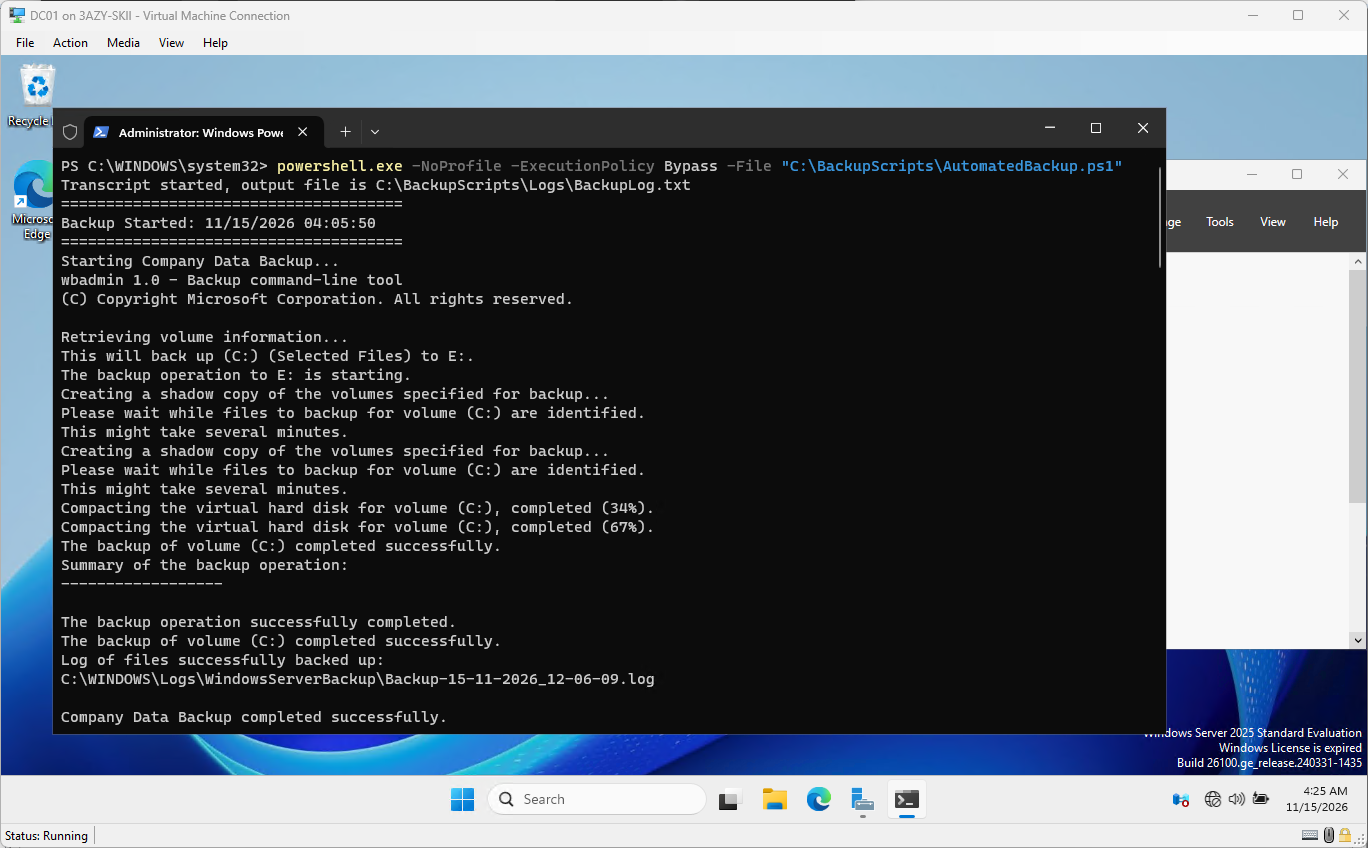 DC01 on 3AZY-SKII - Virtual Machine Connection
File Action Media View Help
Recycle
Microso
Edge
Administrator: Windows Powe
PS C:\WINDOWS\system32> powershell.exe -NoProfile -ExecutionPolicy Bypass -File "C:\BackupScripts\AutomatedBackup.ps1"
Transcript started, output file is C:\BackupScripts\Logs\BackupLog.txt
======================================
Backup Started: 11/15/2026 04:05:50
======================================
Starting Company Data Backup...
wbadmin 1.0 - Backup command-line tool
(C) Copyright Microsoft Corporation. All rights reserved.
Retrieving volume information...
This will back up (C:) (Selected Files) to E:.
The backup operation to E: is starting.
Creating a shadow copy of the volumes specified for backup...
Please wait while files to backup for volume (C:) are identified.
This might take several minutes.
Creating a shadow copy of the volumes specified for backup...
Please wait while files to backup for volume (C:) are identified.
This might take several minutes.
Compacting the virtual hard disk for volume (C:), completed (34%).
Compacting the virtual hard disk for volume (C:), completed (67%).
The backup of volume (C:) completed successfully.
Summary of the backup operation:
------------------
The backup operation successfully completed.
The backup of volume (C:) completed successfully.
Log of files successfully backed up:
C:\WINDOWS\Logs\WindowsServerBackup\Backup-15-11-2026_12-06-09.log
Company Data Backup completed successfully.
ge Tools View Help
Windows Server 2025 Standard Evaluation
Windows License is expired
Build 26100.ge_release.240331-1435
Search
4:25 AM
11/15/2026
Status: Running